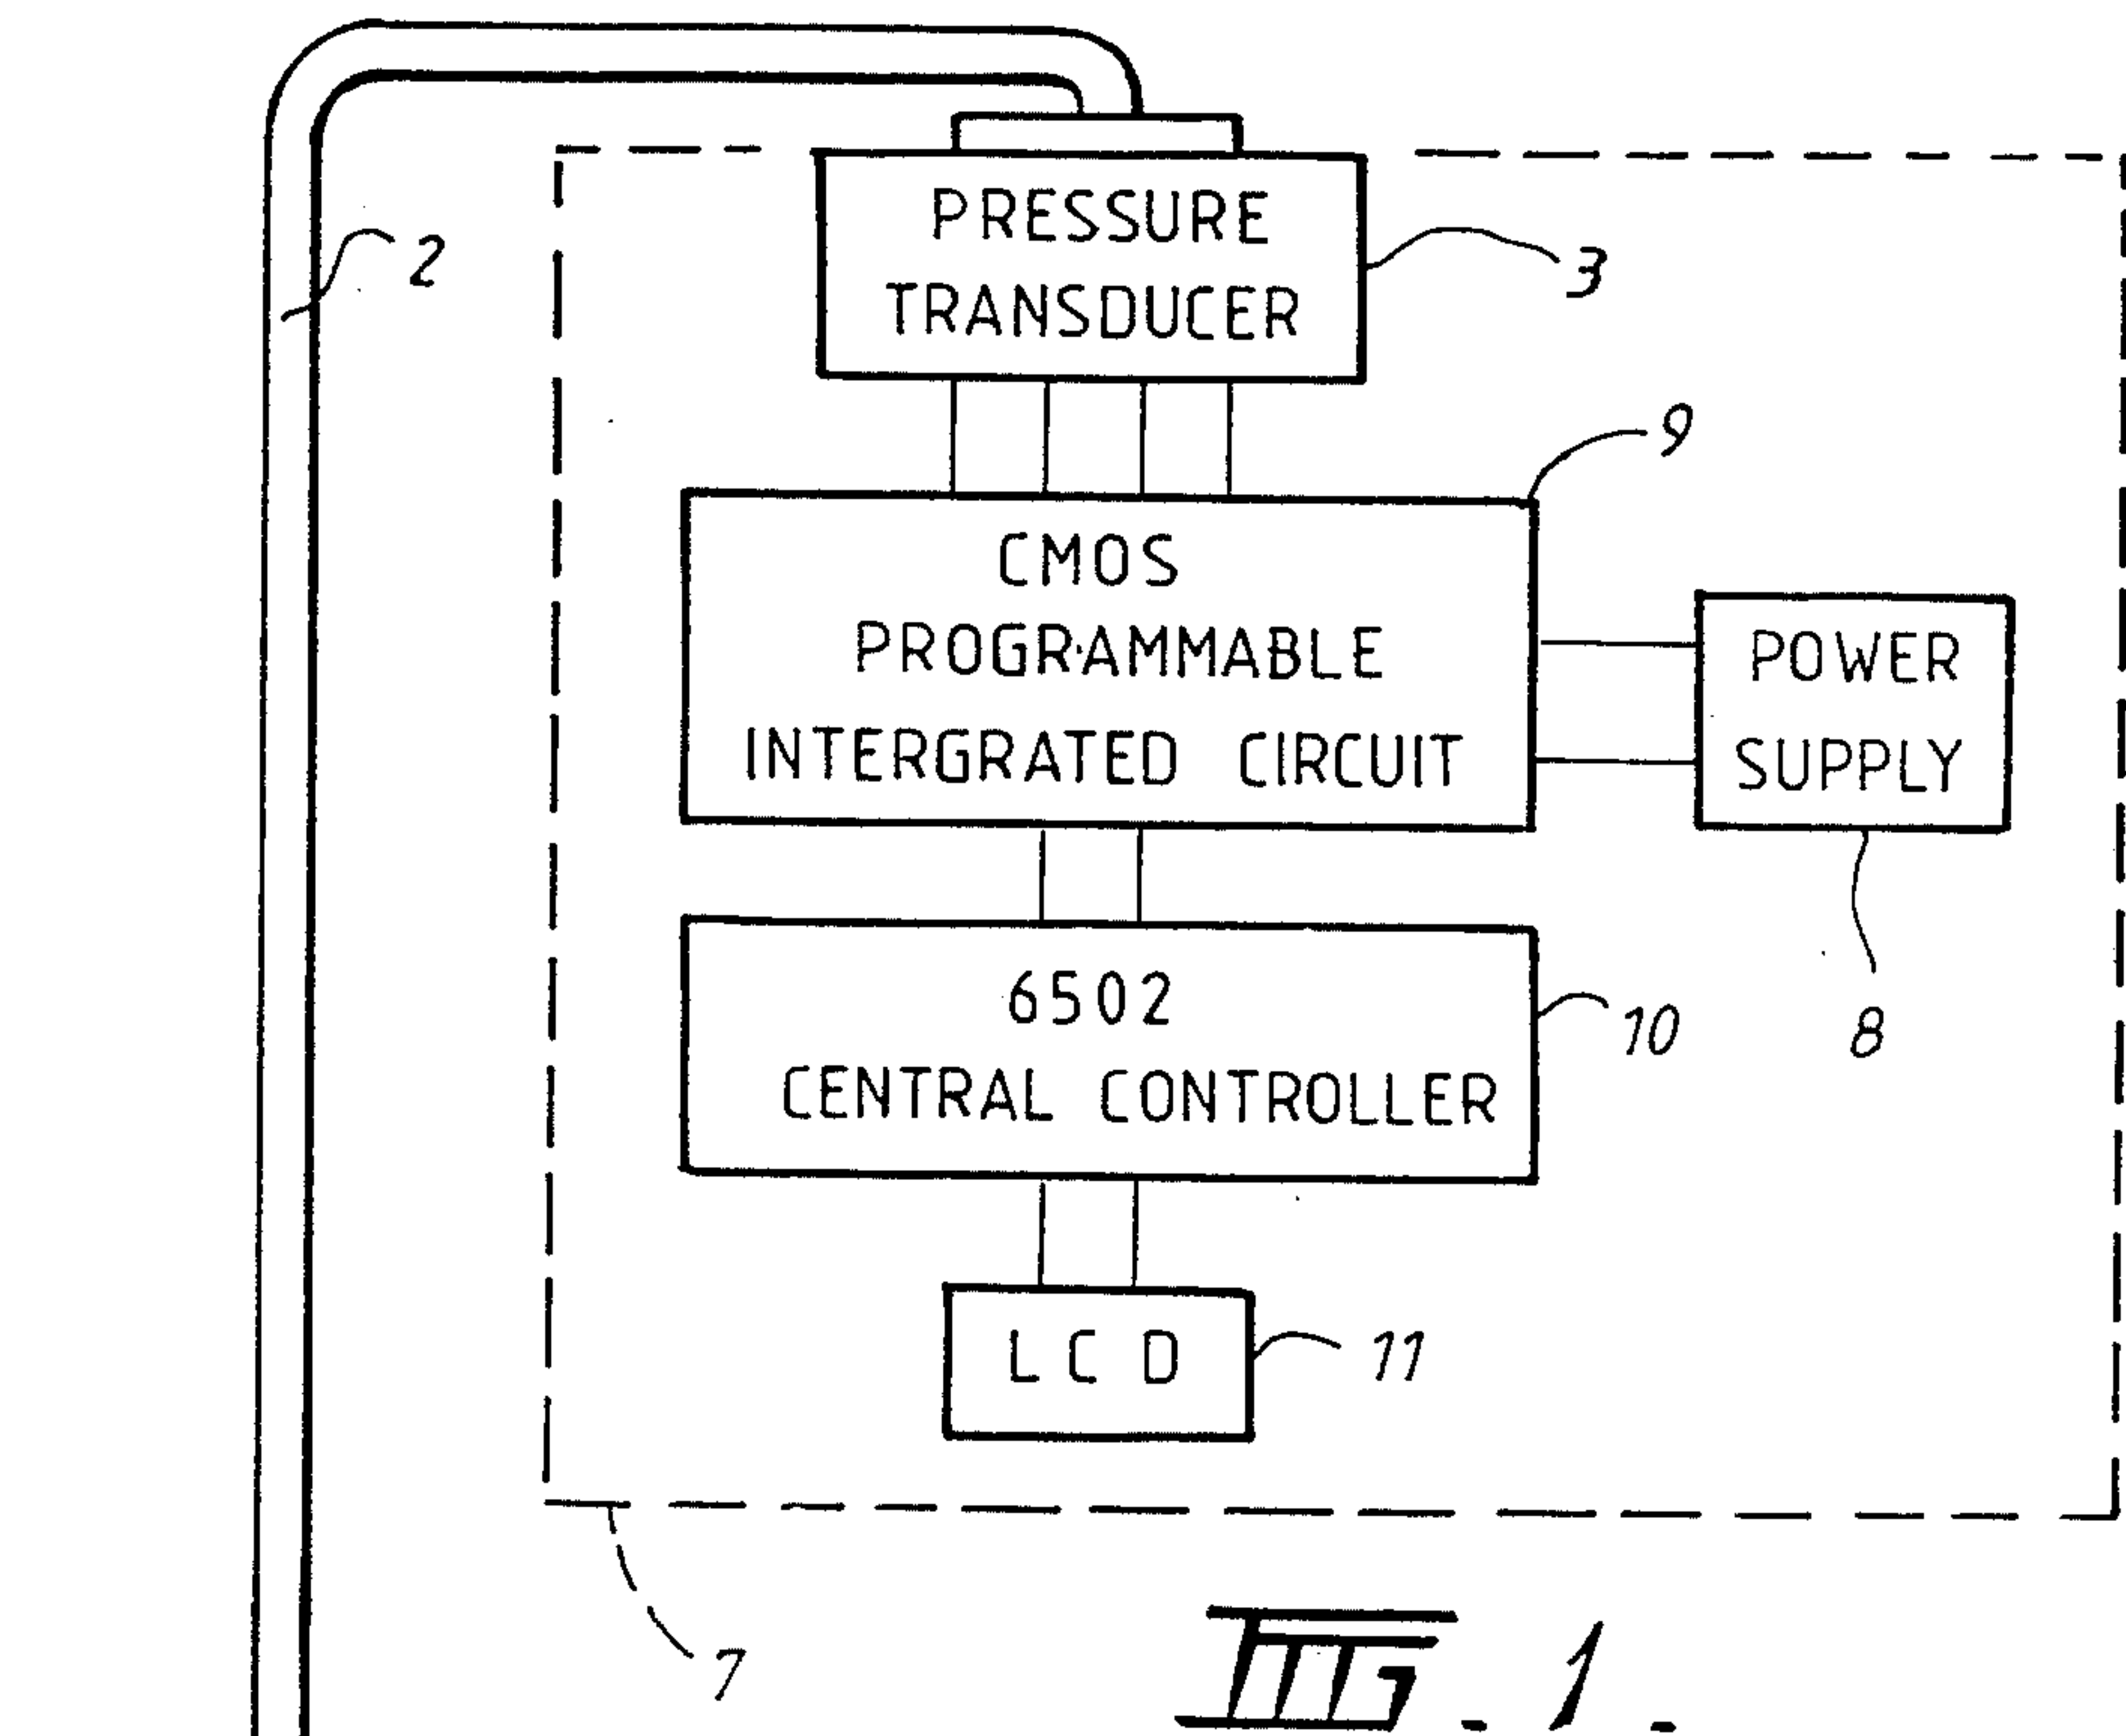 2
PRESSURE
TRANSDUCER
3
9
CMOS
PROGRAMMABLE
INTERGRATED CIRCUIT
POWER
SUPPLY
8
6502
CENTRAL CONTROLLER
10
LCD
11
7
FIG. 1.